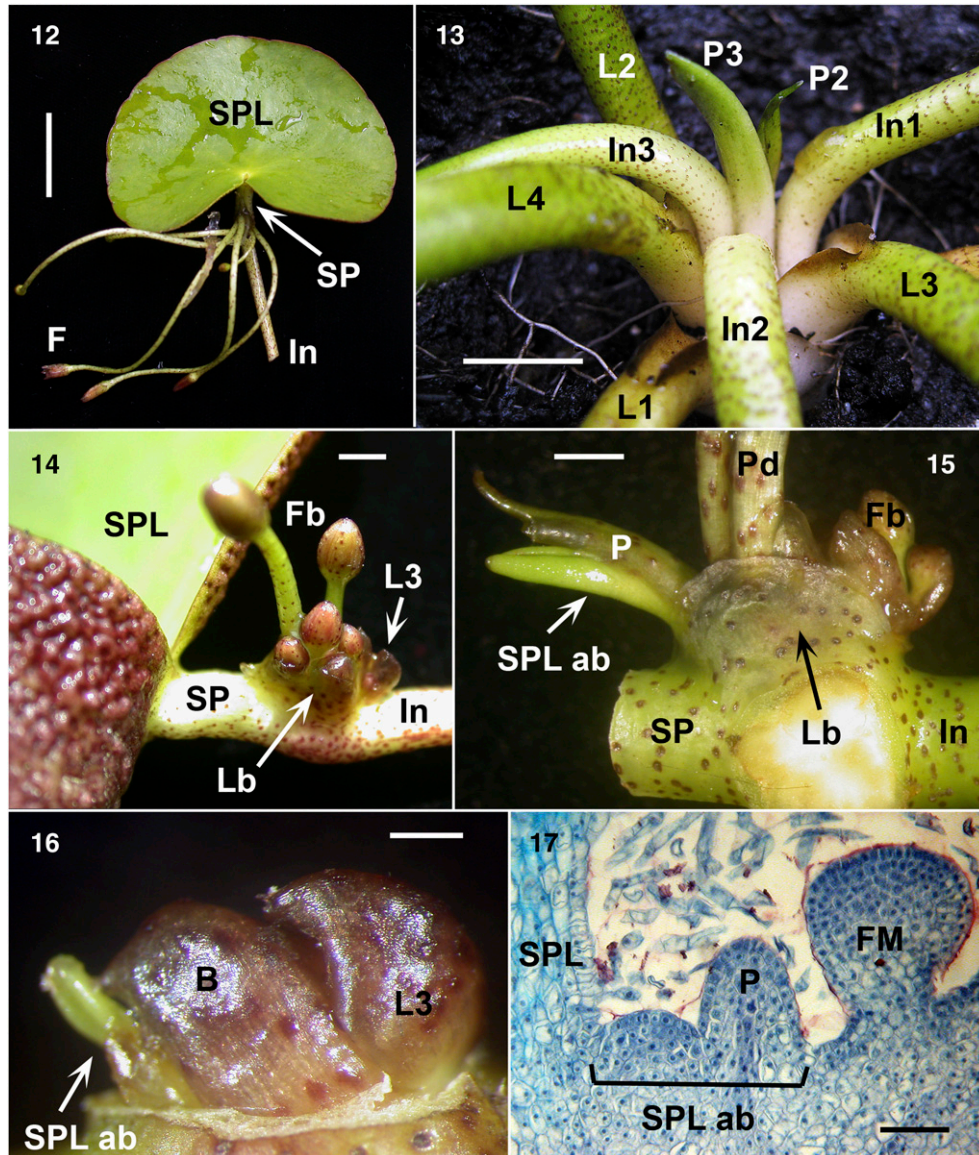 12
SPL
SP
F
In
13
L2
P3
P2
In3
In1
L4
L3
In2
L1
14
SPL
Fb
L3
SP
In
Lb
15
Pd
Fb
P
SPL ab
SP
Lb
In
16
B
L3
SPL ab
17
SPL
FM
P
SPL ab